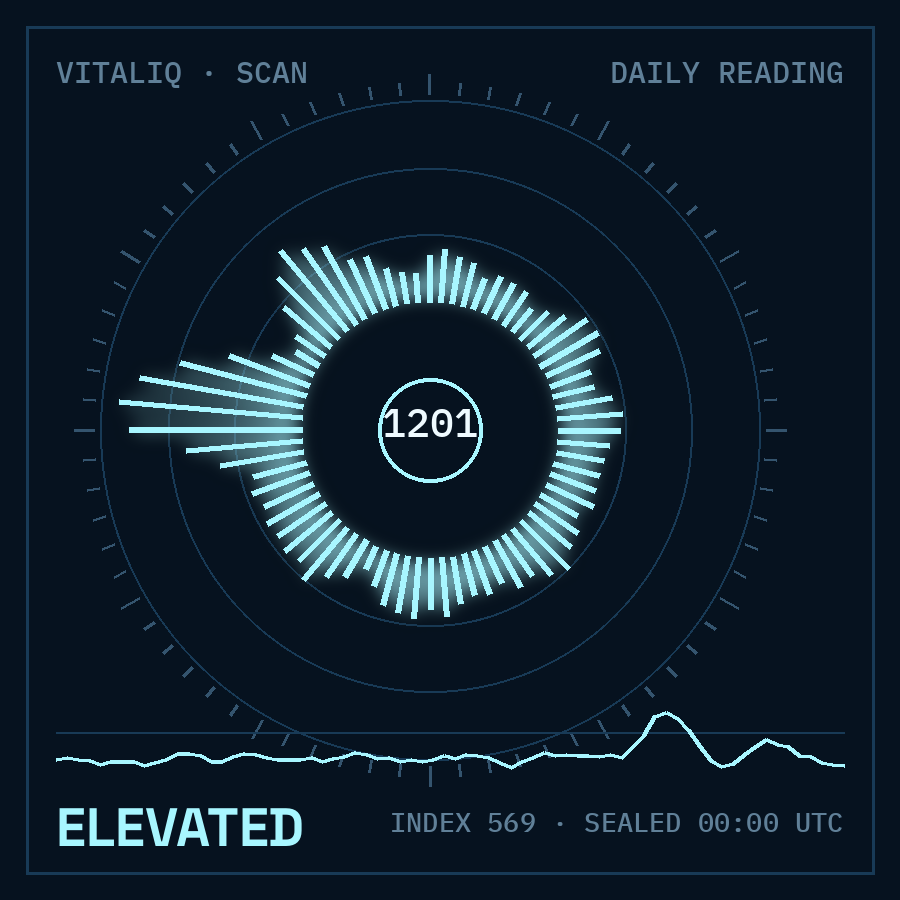 VITALIQ · SCAN
DAILY READING
1201
ELEVATED
INDEX 569 · SEALED 00:00 UTC